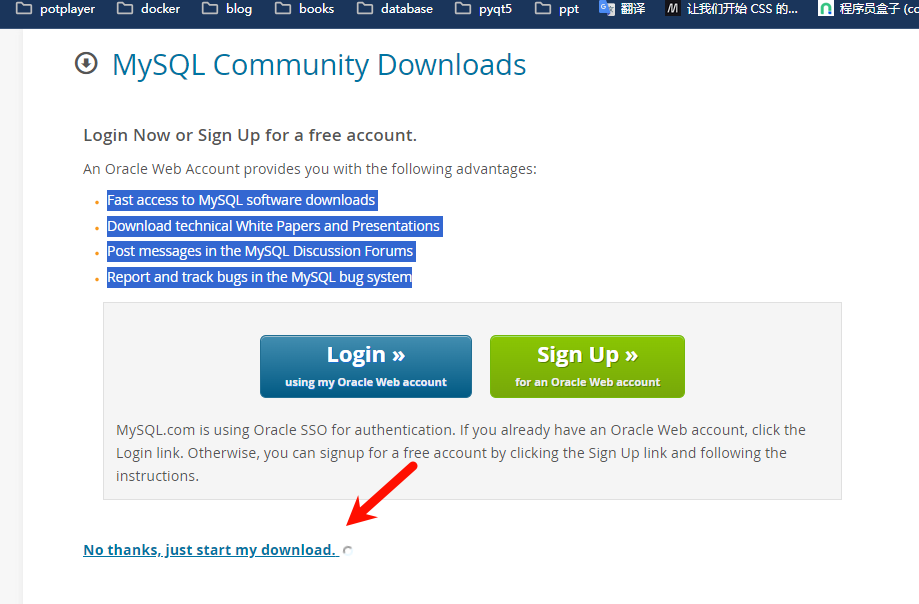 potplayer docker blog books database pyqt5 ppt 翻译 让我们开始 CSS 的... 程序员盒子 (co
MySQL Community Downloads
Login Now or Sign Up for a free account.
An Oracle Web Account provides you with the following advantages:
Fast access to MySQL software downloads
Download technical White Papers and Presentations
Post messages in the MySQL Discussion Forums
Report and track bugs in the MySQL bug system
Login »
using my Oracle Web account
Sign Up »
for an Oracle Web account
MySQL.com is using Oracle SSO for authentication. If you already have an Oracle Web account, click the
Login link. Otherwise, you can signup for a free account by clicking the Sign Up link and following the
instructions.
No thanks, just start my download.